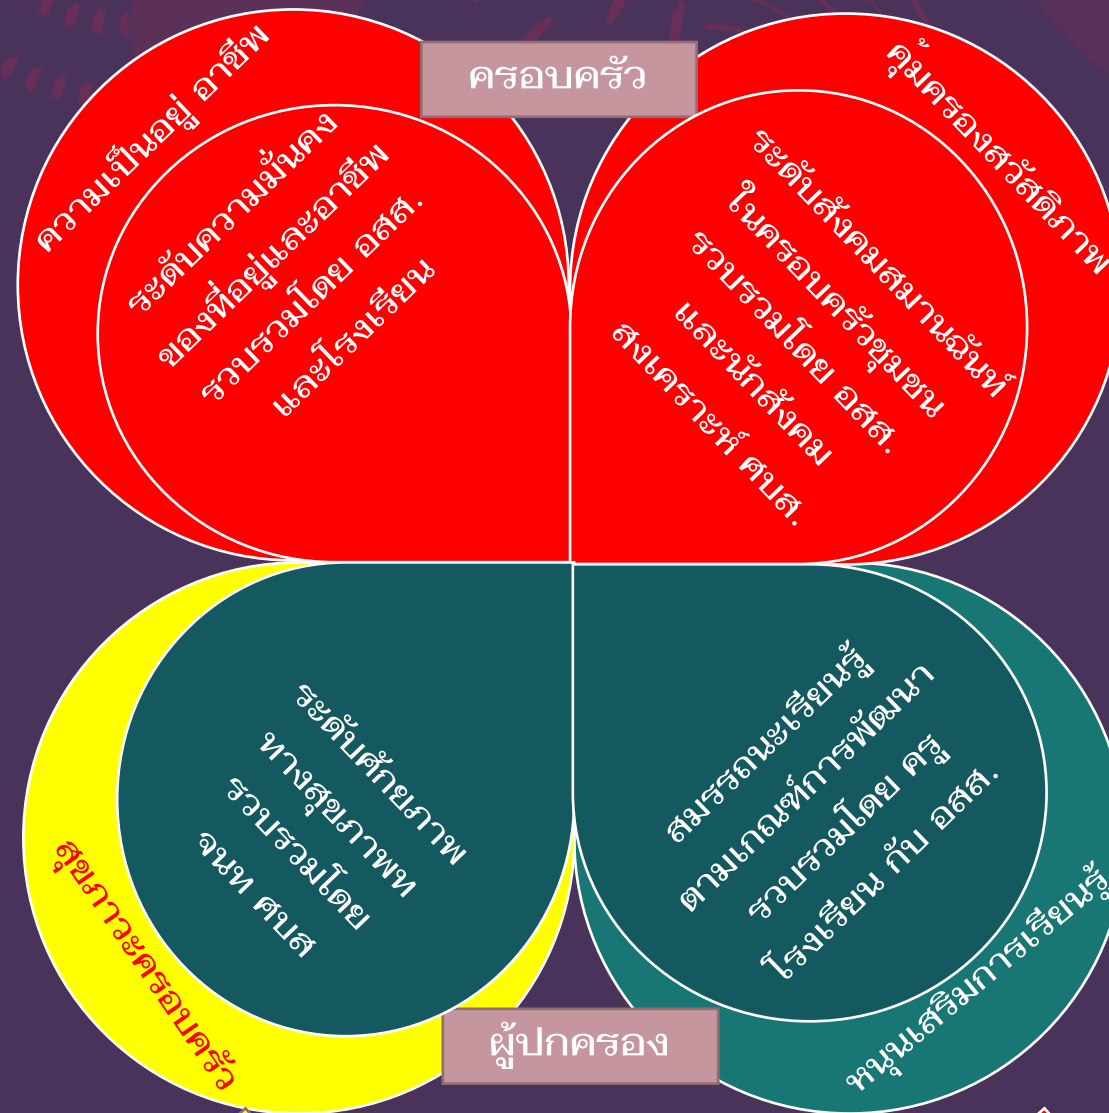 ครอบครัว
ความเป็นอยู่ อาชีพ
ระดับความมั่นคง
ของที่อยู่และอาชีพ
รวบรวมโดย อสส.
และโรงเรียน
คุ้มครองสวัสดิภาพ
ระดับสังคมสมานฉันท์
ในครอบครัวชุมชน
รวบรวมโดย อสส.
และนักสังคม
สงเคราะห์ ศบส.
ระดับศักยภาพ
ทางสุขภาพท
รวบรวมโดย
จนท ศบส
สุขภาวะครอบครัว
สมรรถนะเรียนรู้
ตามเกณฑ์การพัฒนา
รวบรวมโดย ครู
โรงเรียน กับ อสส.
หนุนเสริมการเรียนรู้
ผู้ปกครอง